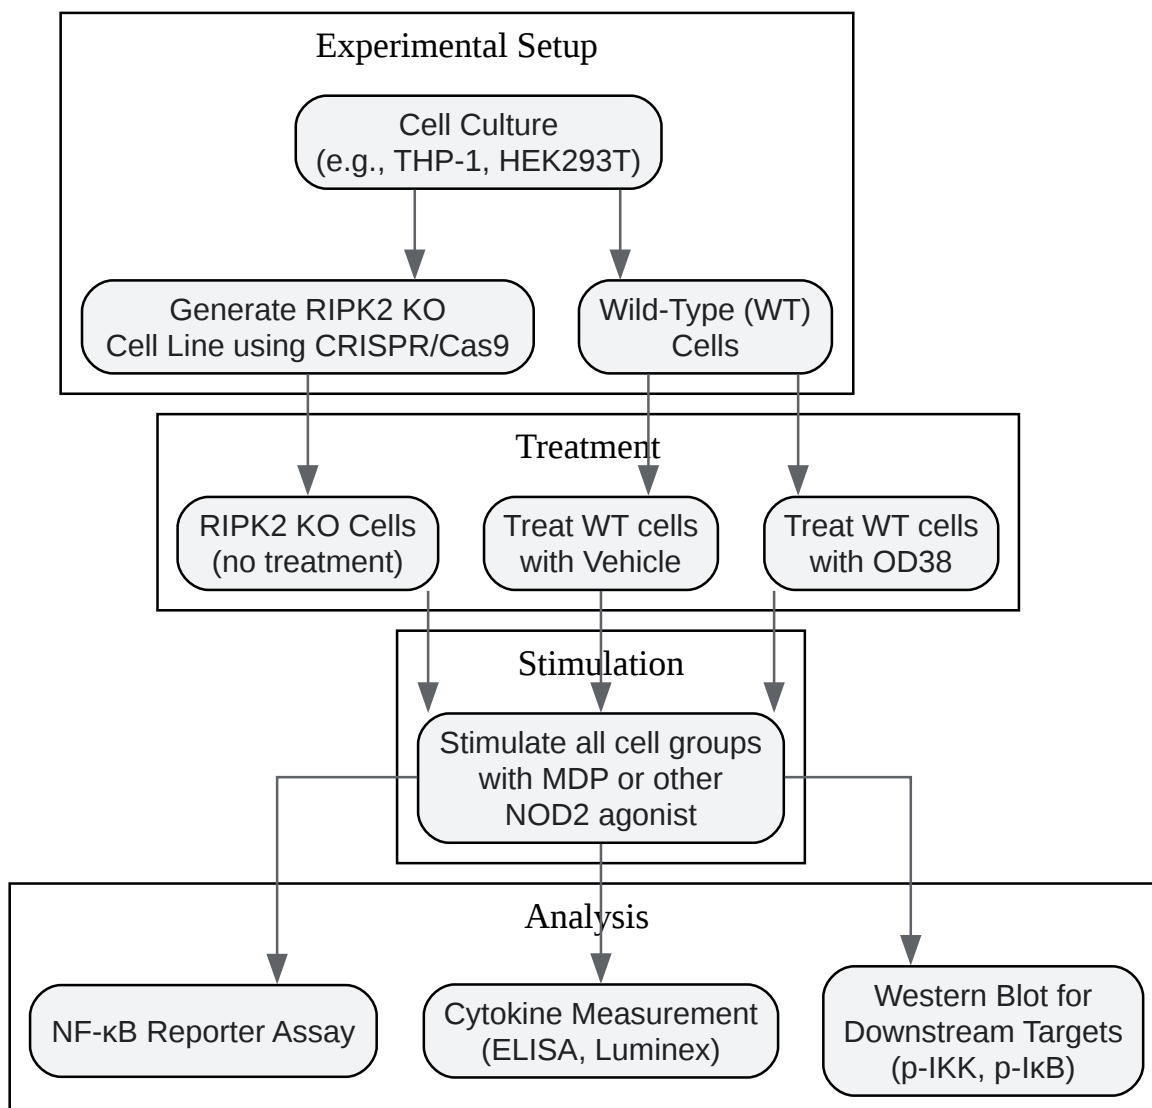 Experimental Setup
Cell Culture
(e.g., THP-1, HEK293T)
Generate RIPK2 KO
Cell Line using CRISPR/Cas9
Wild-Type (WT)
Cells
Treatment
RIPK2 KO Cells
(no treatment)
Treat WT cells
with Vehicle
Treat WT cells
with OD38
Stimulation
Stimulate all cell groups
with MDP or other
NOD2 agonist
Analysis
NF-κB Reporter Assay
Cytokine Measurement
(ELISA, Luminex)
Western Blot for
Downstream Targets
(p-IKK, p-IκB)